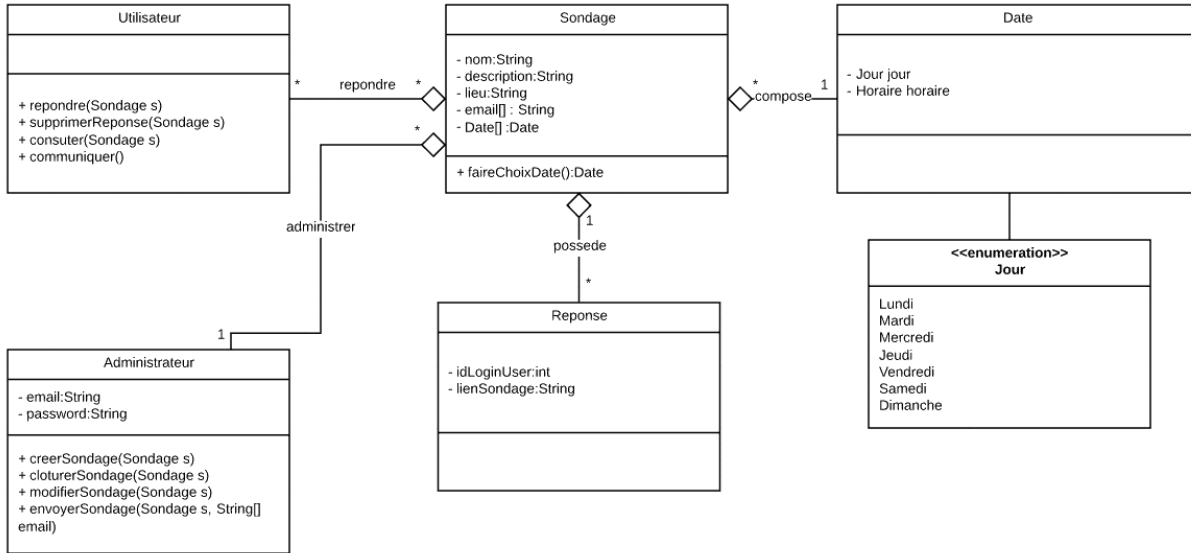 Utilisateur
+ repondre(Sondage s)
+ supprimerReponse(Sondage s)
+ consuter(Sondage s)
+ communiquer()
* repondre *
Sondage
- nom:String
- description:String
- lieu:String
- email[] : String
- Date[] :Date
+ faireChoixDate():Date
* compose 1
Date
- Jour jour
- Horaire horaire
*
administrer
1
1
possede
*
<<enumeration>>
Jour
Lundi
Mardi
Mercredi
Jeudi
Vendredi
Samedi
Dimanche
Reponse
- idLoginUser:int
- lienSondage:String
Administrateur
- email:String
- password:String
+ creerSondage(Sondage s)
+ cloturerSondage(Sondage s)
+ modifierSondage(Sondage s)
+ envoyerSondage(Sondage s, String[]
email)